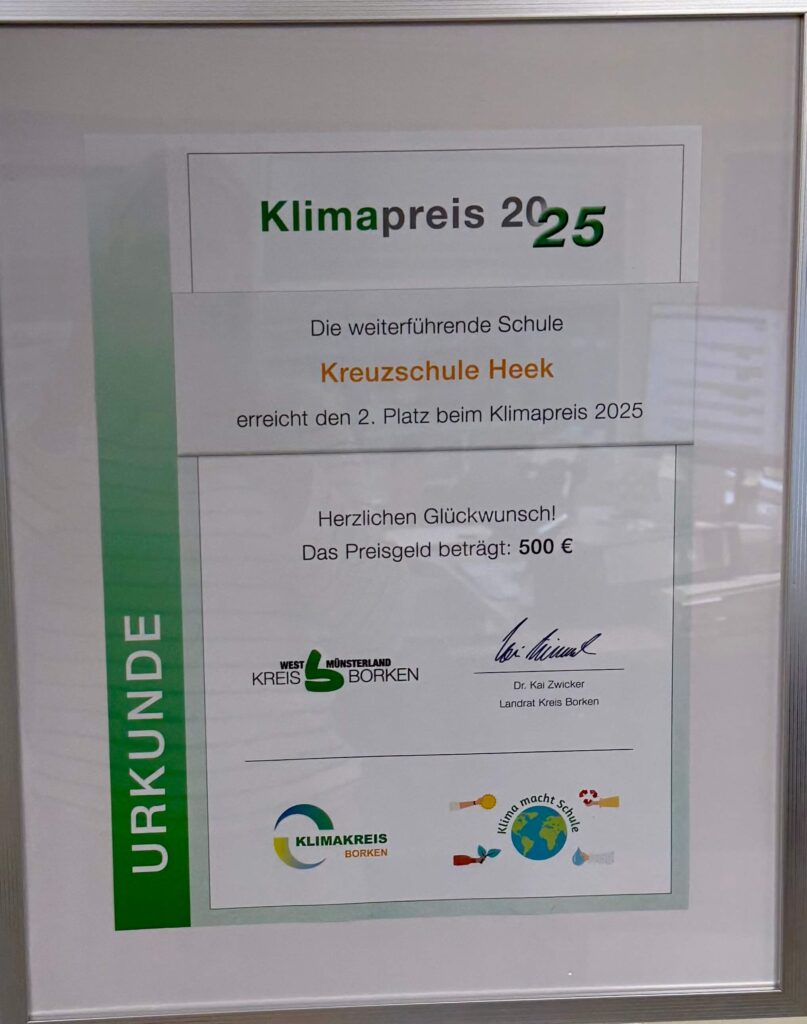 Klimapreis 2025
Die weiterführende Schule
Kreuzschule Heek
erreicht den 2. Platz beim Klimapreis 2025
Herzlichen Glückwunsch!
Das Preisgeld beträgt: 500 €
URKUNDE
WEST MÜNSTERLAND
KREIS BORKEN
Dr. Kai Zwicker
Landrat Kreis Borken
KLIMAKREIS
BORKEN
Klima macht Schule